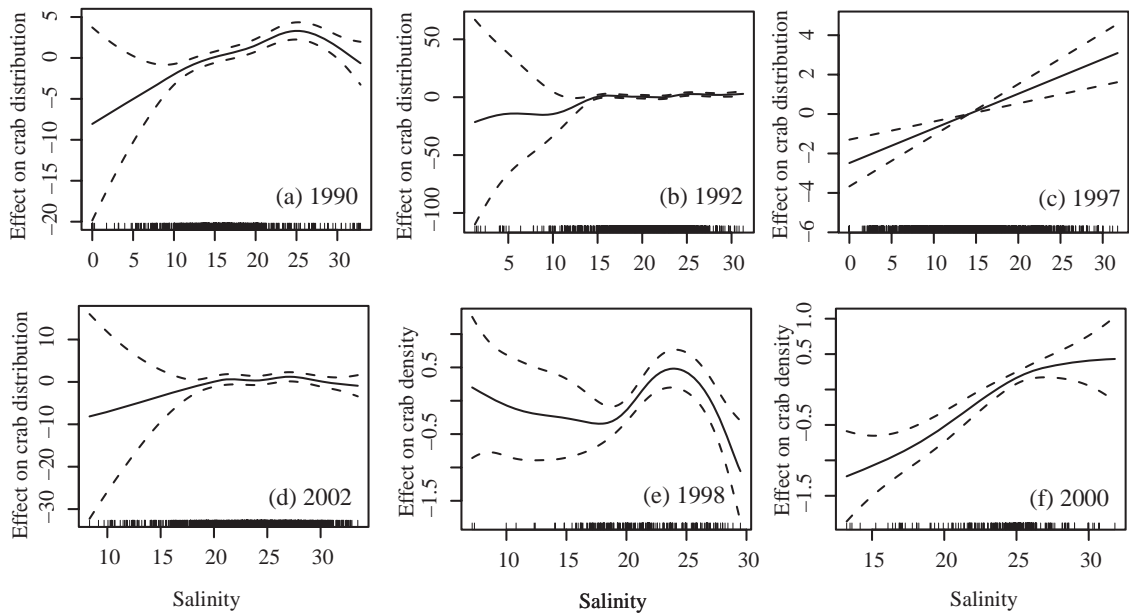 Effect on crab distribution
5
0
−5
−10
−15
−20
(a) 1990
0 5 10 15 20 25 30
Effect on crab distribution
50
0
−50
−100
(b) 1992
5 10 15 20 25 30
Effect on crab distribution
4
2
0
−2
−4
−6
(c) 1997
0 5 10 15 20 25 30
Effect on crab distribution
10
0
−10
−20
−30
(d) 2002
10 15 20 25 30
Salinity
Effect on crab density
0.5
−0.5
−1.5
(e) 1998
10 15 20 25 30
Salinity
Effect on crab density
1.0
0.5
−0.5
−1.5
(f) 2000
15 20 25 30
Salinity